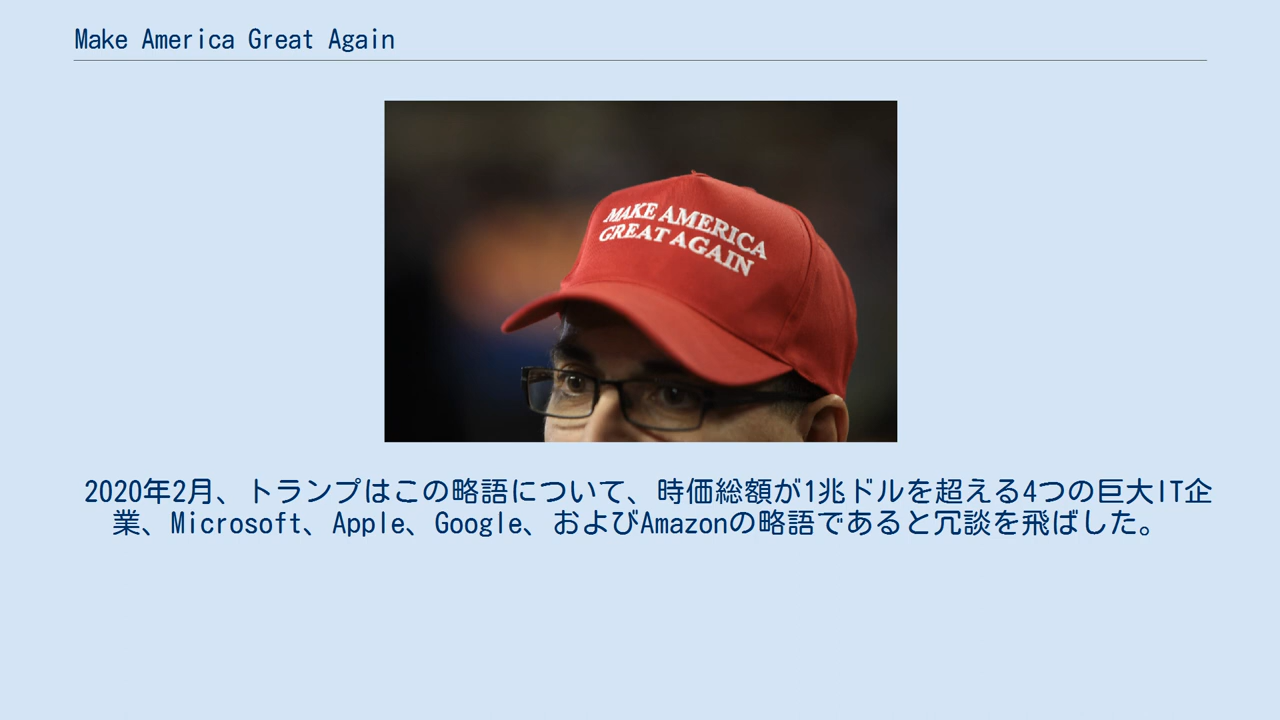 Make America Great Again
MAKE AMERICA
GREAT AGAIN
2020年2月、トランプはこの略語について、時価総額が1兆ドルを超える4つの巨大IT企
業、Microsoft、Apple、Google、およびAmazonの略語であると冗談を飛ばした。